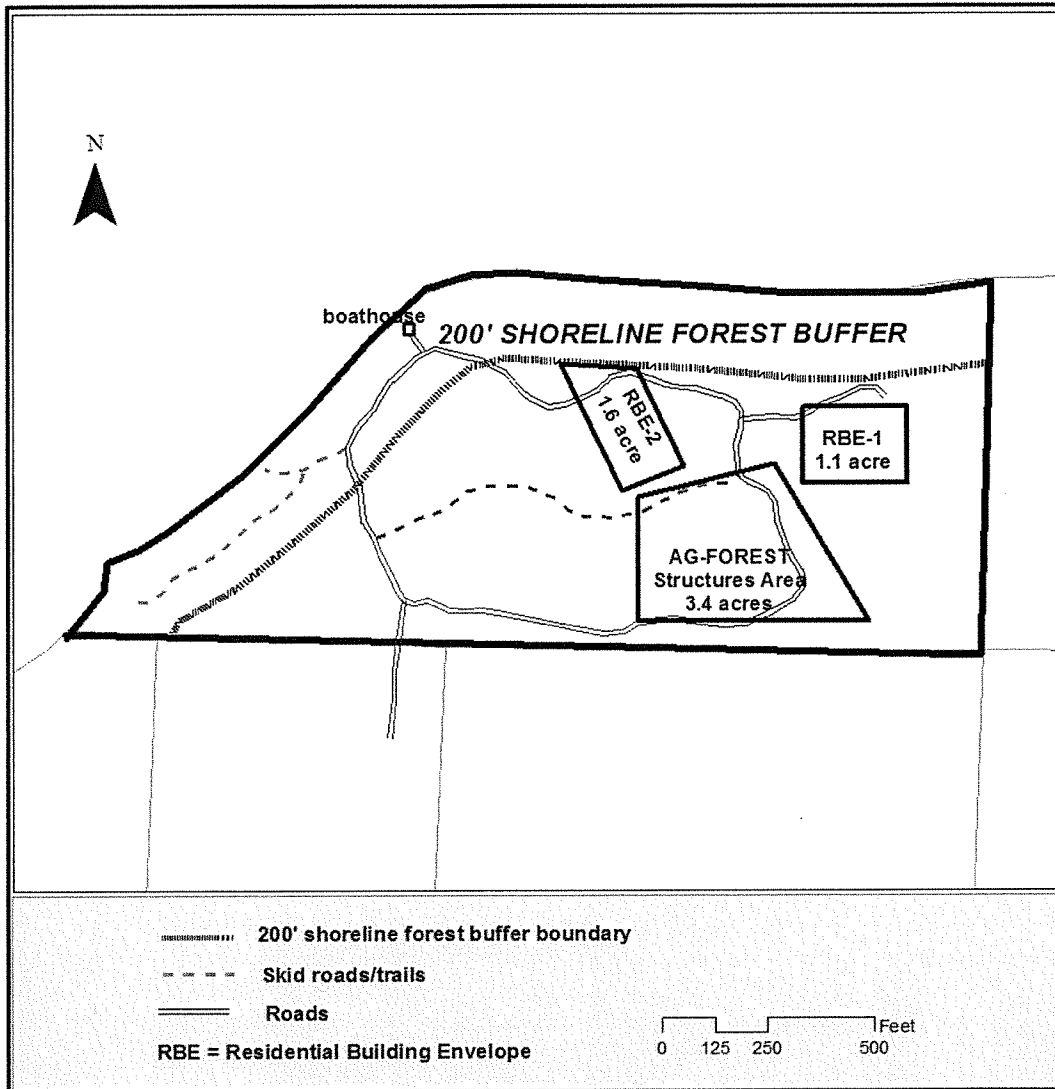 N
boathouse
200' SHORELINE FOREST BUFFER
RBE-2
1.6 acre
RBE-1
1.1 acre
AG-FOREST
Structures Area
3.4 acres
200' shoreline forest buffer boundary
Skid roads/trails
Roads
RBE = Residential Building Envelope
Feet
0 125 250 500